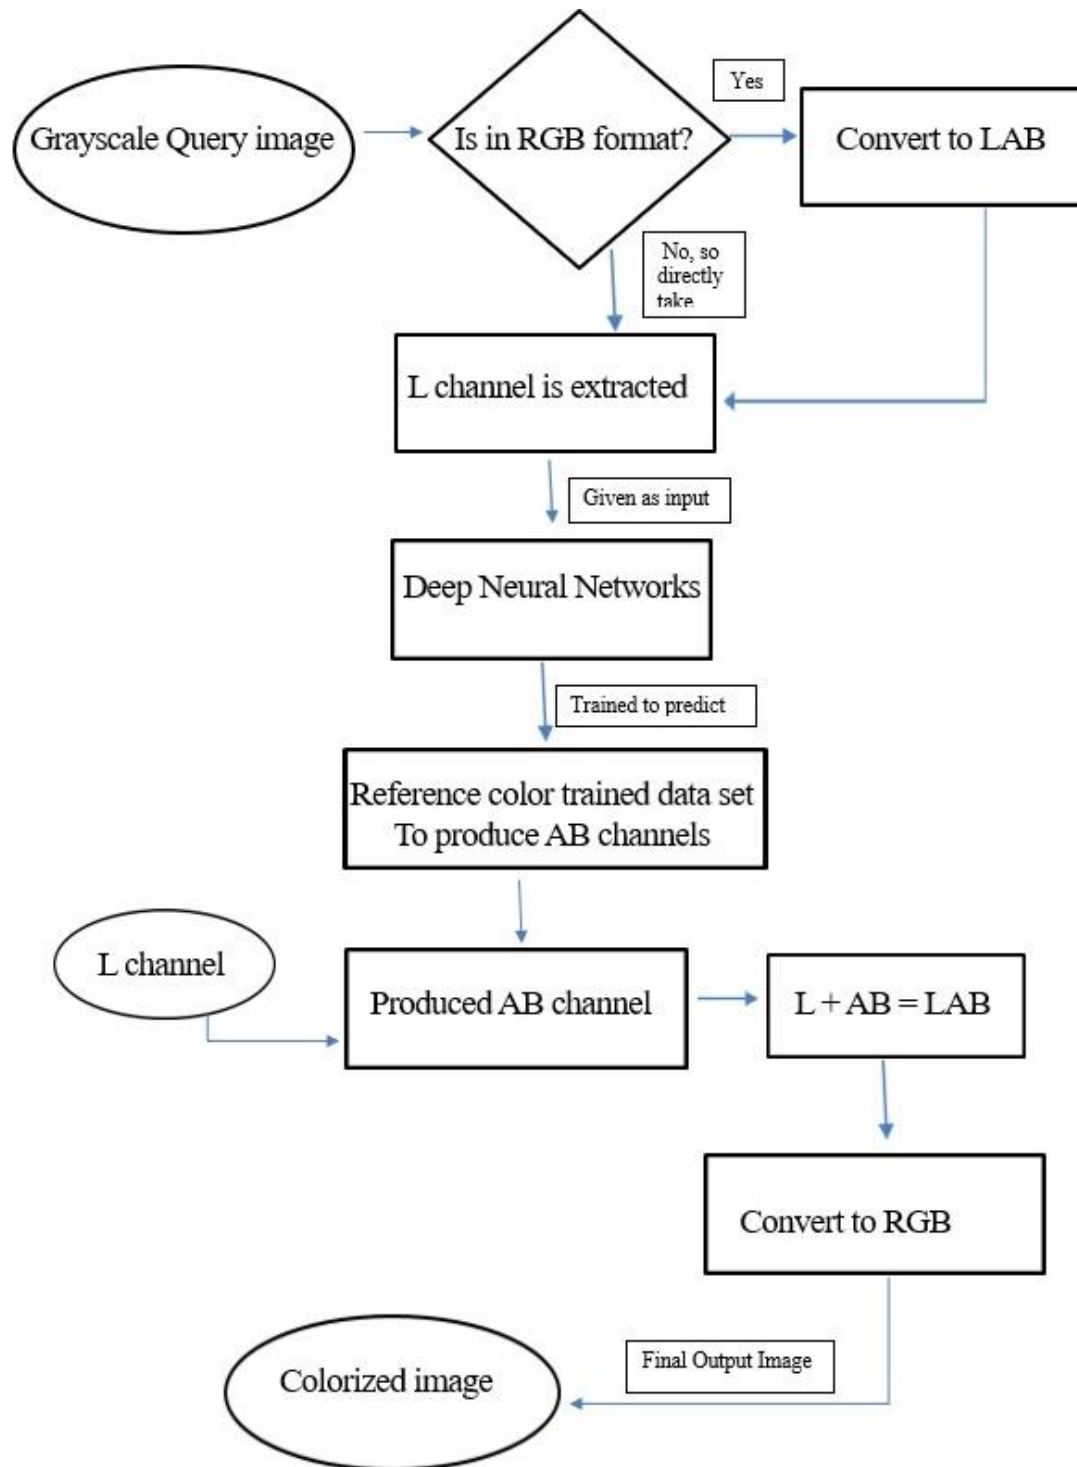 Grayscale Query image
Is in RGB format?
Yes
Convert to LAB
No, so
directly
take
L channel is extracted
Given as input
Deep Neural Networks
Trained to predict
Reference color trained data set
To produce AB channels
L channel
Produced AB channel
L + AB = LAB
Convert to RGB
Final Output Image
Colorized image